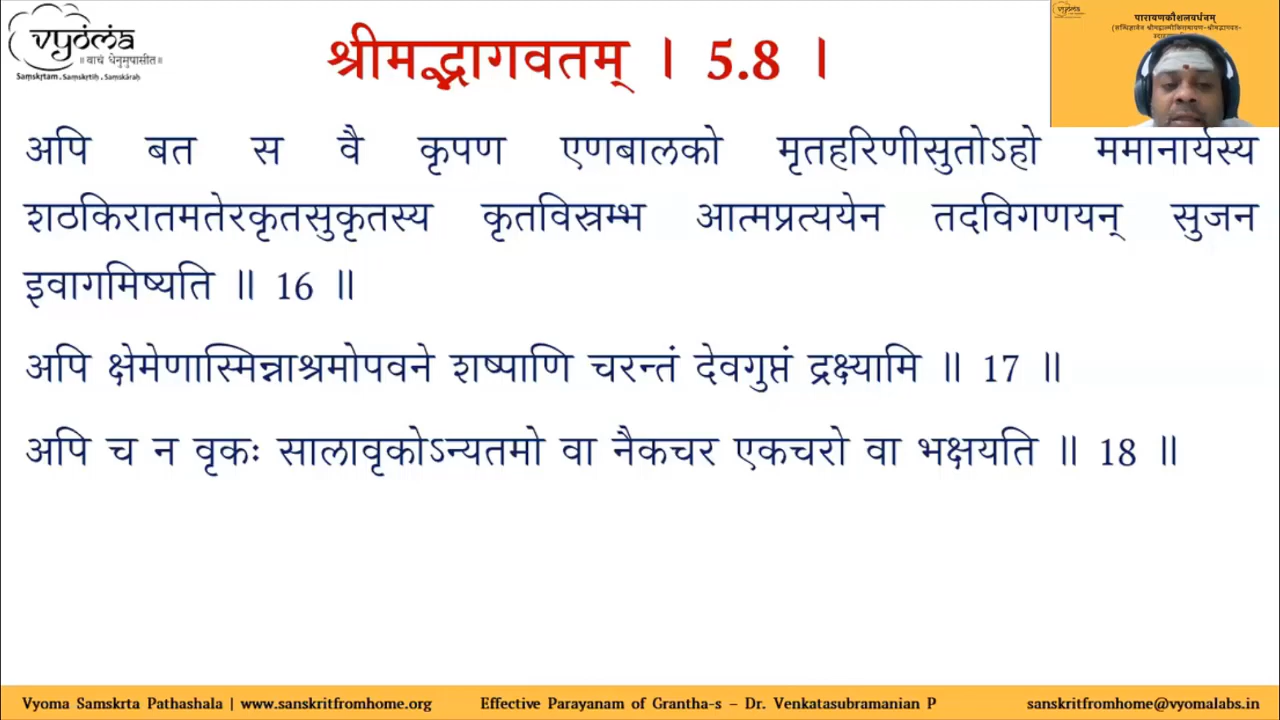 vyoma
॥ वाचं धेनुमुपासीत ॥
Saṃskṛtam . Saṃskṛtiḥ . Saṃskārāḥ
श्रीमद्भागवतम् । 5.8 ।
पारायणकौशलवर्धनम्
अपि बत स वै कृपण एणबालको मृतहरिणीसुतोऽहो ममानार्यस्य
शठकिरातमतेरकृतसुकृतस्य कृतविस्रम्भ आत्मप्रत्ययेन तदविगणयन् सुजन
इवागमिष्यति ॥ 16 ॥
अपि क्षेमेणास्मिन्नाश्रमोपवने शष्पाणि चरन्तं देवगुप्तं द्रक्ष्यामि ॥ 17 ॥
अपि च न वृकः सालावृकोऽन्यतमो वा नैकचर एकचरो वा भक्षयति ॥ 18 ॥
Vyoma Samskrta Pathashala | www.sanskritfromhome.org Effective Parayanam of Grantha-s – Dr. Venkatasubramanian P sanskritfromhome@vyomalabs.in